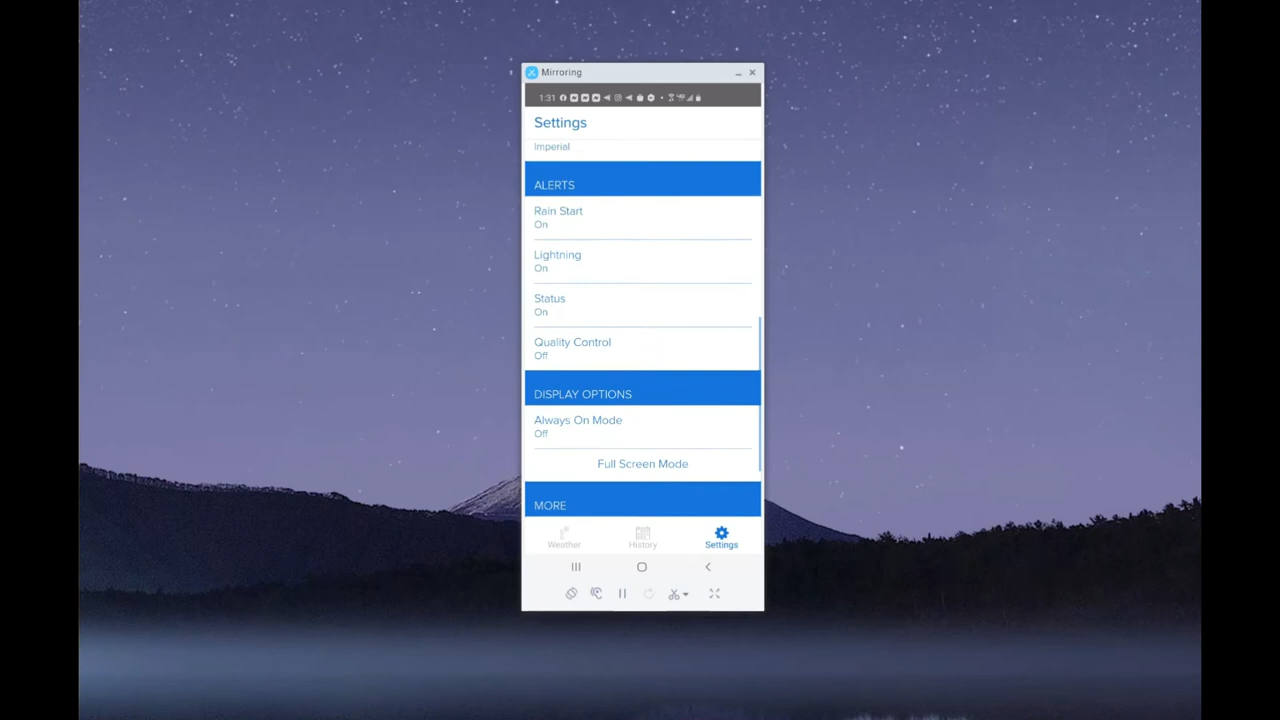 Mirroring
1:31
Settings
Imperial
ALERTS
Rain Start
On
Lightning
On
Status
On
Quality Control
Off
DISPLAY OPTIONS
Always On Mode
Off
Full Screen Mode
MORE
Weather
History
Settings